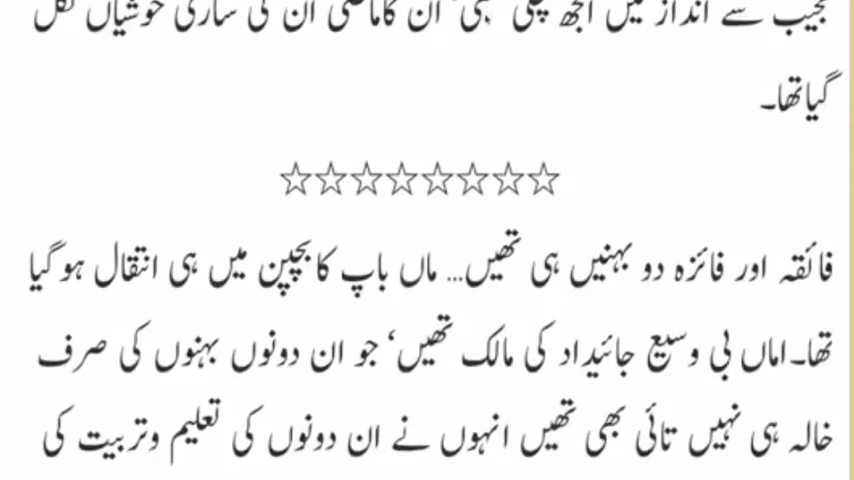 عجیب سے انداز میں الجھ چکی تھی‘ ان کا ماضی ان کی ساری خوشیاں نگل
گیا تھا۔
☆☆☆☆☆☆☆☆
فائقہ اور فائزہ دو بہنیں ہی تھیں... ماں باپ کا بچپن میں ہی انتقال ہو گیا
تھا۔ اماں بی وسیع جائیداد کی مالک تھیں‘ جو ان دونوں بہنوں کی صرف
خالہ ہی نہیں تائی بھی تھیں انہوں نے ان دونوں کی تعلیم وتربیت کی